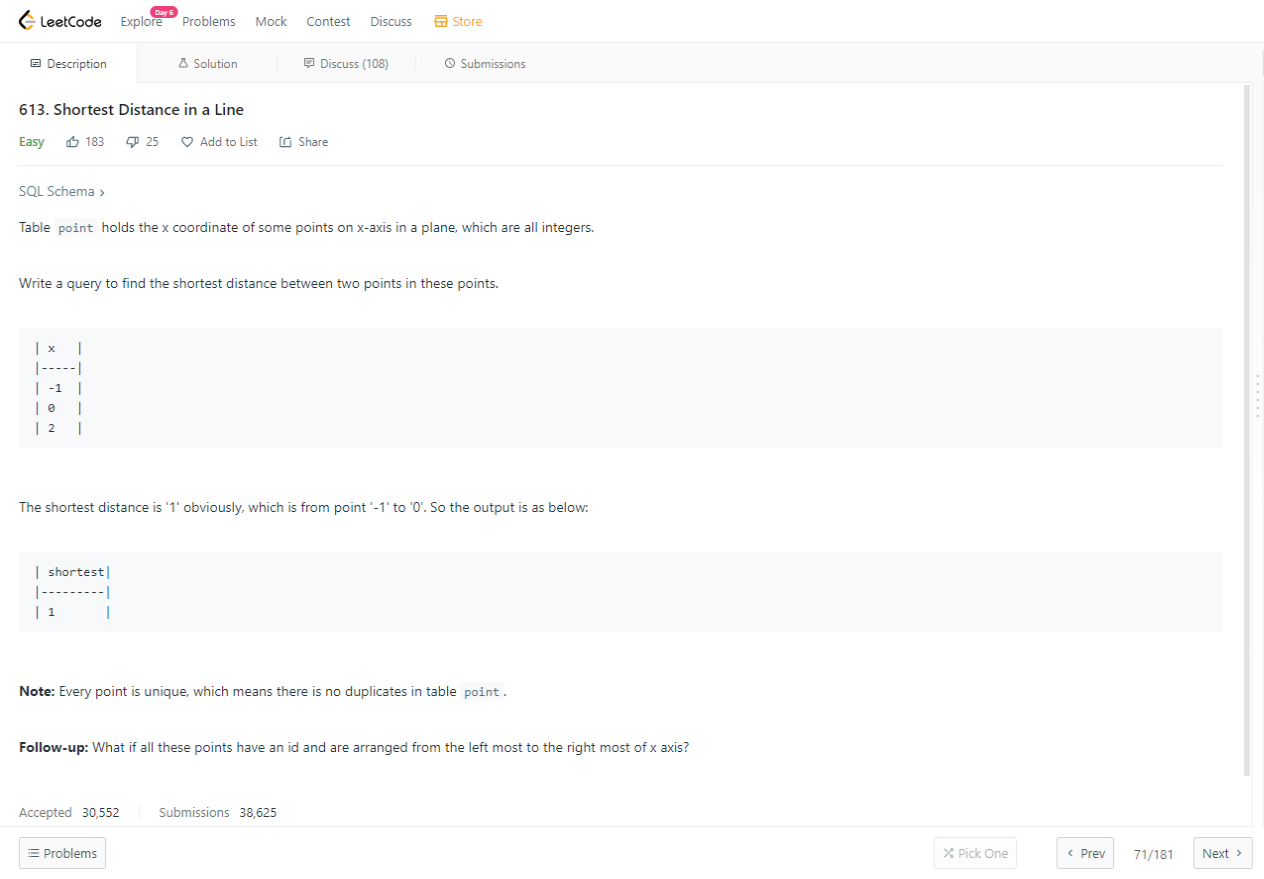 LeetCode Explore Day 6 Problems Mock Contest Discuss Store
Description Solution Discuss (108) Submissions
613. Shortest Distance in a Line
Easy 183 25 Add to List Share
SQL Schema >
Table point holds the x coordinate of some points on x-axis in a plane, which are all integers.
Write a query to find the shortest distance between two points in these points.
| x   |
|-----|
| -1  |
| 0   |
| 2   |
The shortest distance is '1' obviously, which is from point '-1' to '0'. So the output is as below:
| shortest|
|---------|
| 1       |
Note: Every point is unique, which means there is no duplicates in table point.
Follow-up: What if all these points have an id and are arranged from the left most to the right most of x axis?
Accepted 30,552 Submissions 38,625
Problems Pick One < Prev 71/181 Next >